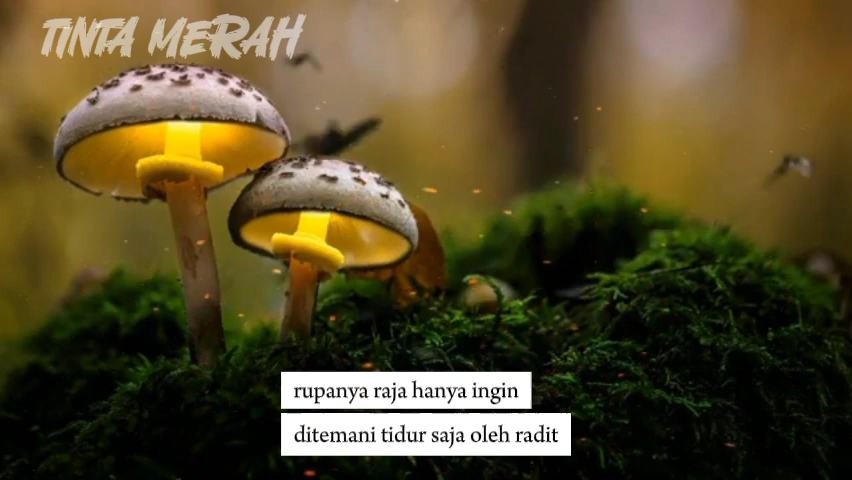 TINTA MERAH
rupanya raja hanya ingin
ditemani tidur saja oleh radit